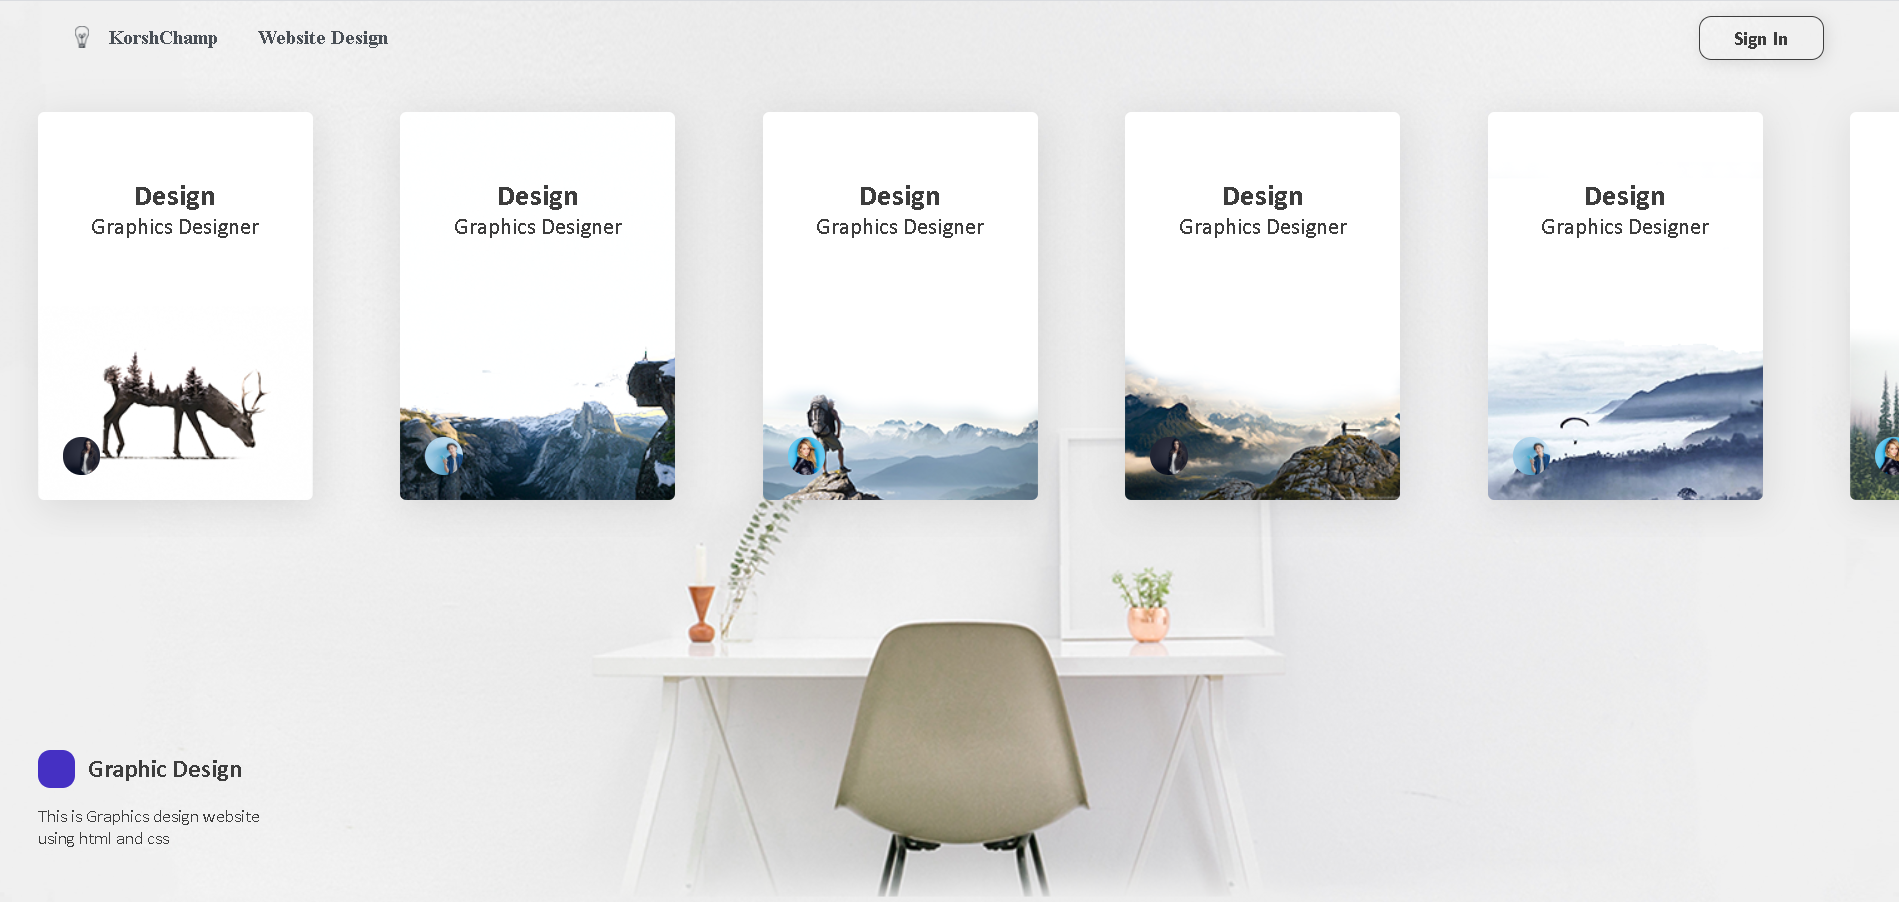 KorshChamp Website Design Sign In
Design
Graphics Designer
Design
Graphics Designer
Design
Graphics Designer
Design
Graphics Designer
Design
Graphics Designer
Graphic Design
This is Graphics design website
using html and css